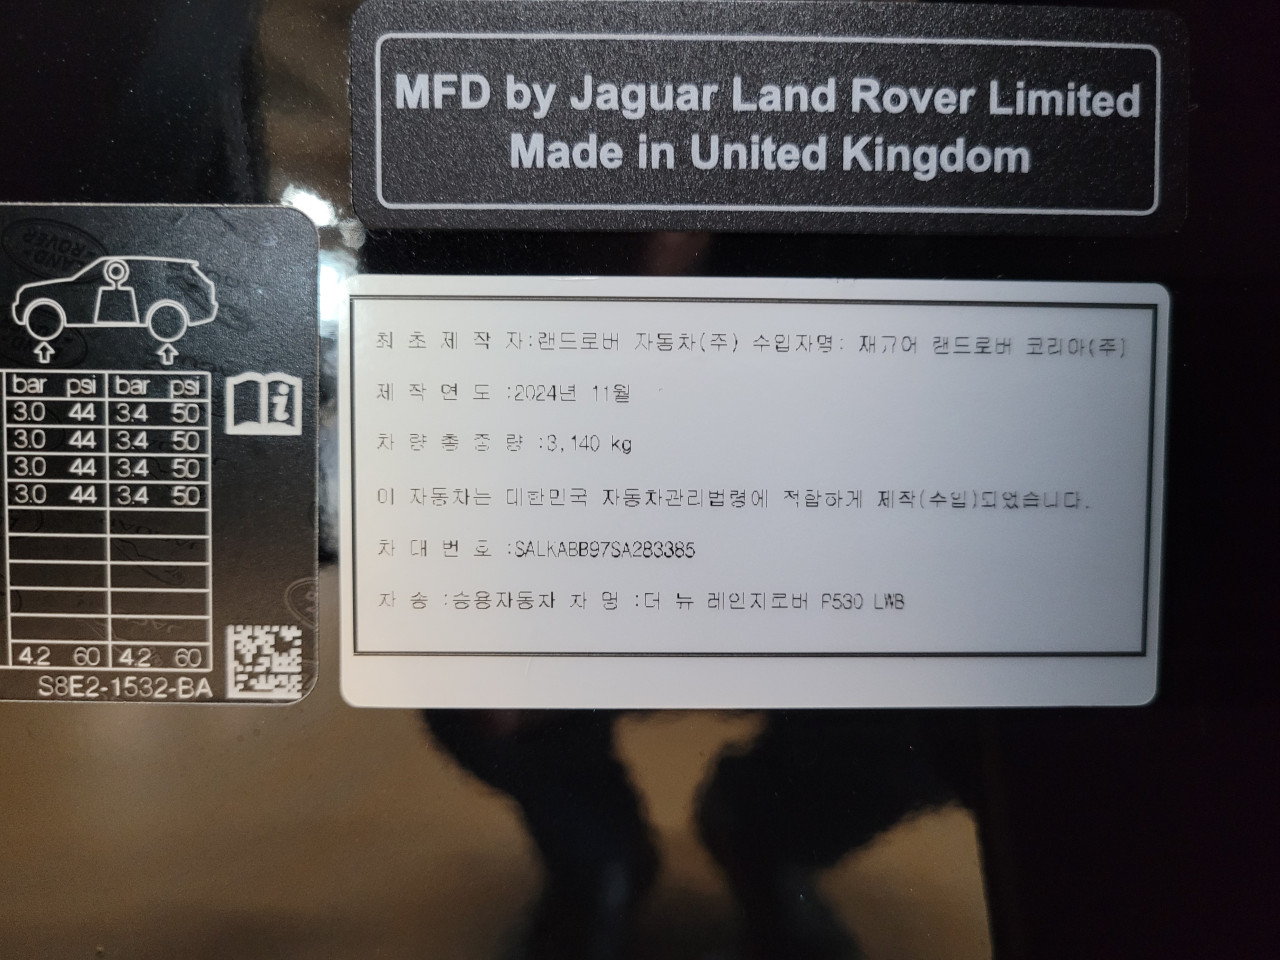 MFD by Jaguar Land Rover Limited
Made in United Kingdom
LAND ROVER
bar psi bar psi
3.0 44 3.4 50
3.0 44 3.4 50
3.0 44 3.4 50
3.0 44 3.4 50
4.2 60 4.2 60
S8E2-1532-BA
최 초 제 작 자:랜드로버 자동차(주) 수입자명: 재규어 랜드로버 코리아(주)
제 작 연 도 :2024년 11월
차 량 총 중 량 :3,140 kg
이 자동차는 대한민국 자동차관리법령에 적합하게 제작(수입)되었습니다.
차 대 번 호 :SALKABB97SA283385
차 종 :승용자동차 차 명 :더 뉴 레인지로버 P530 LWB